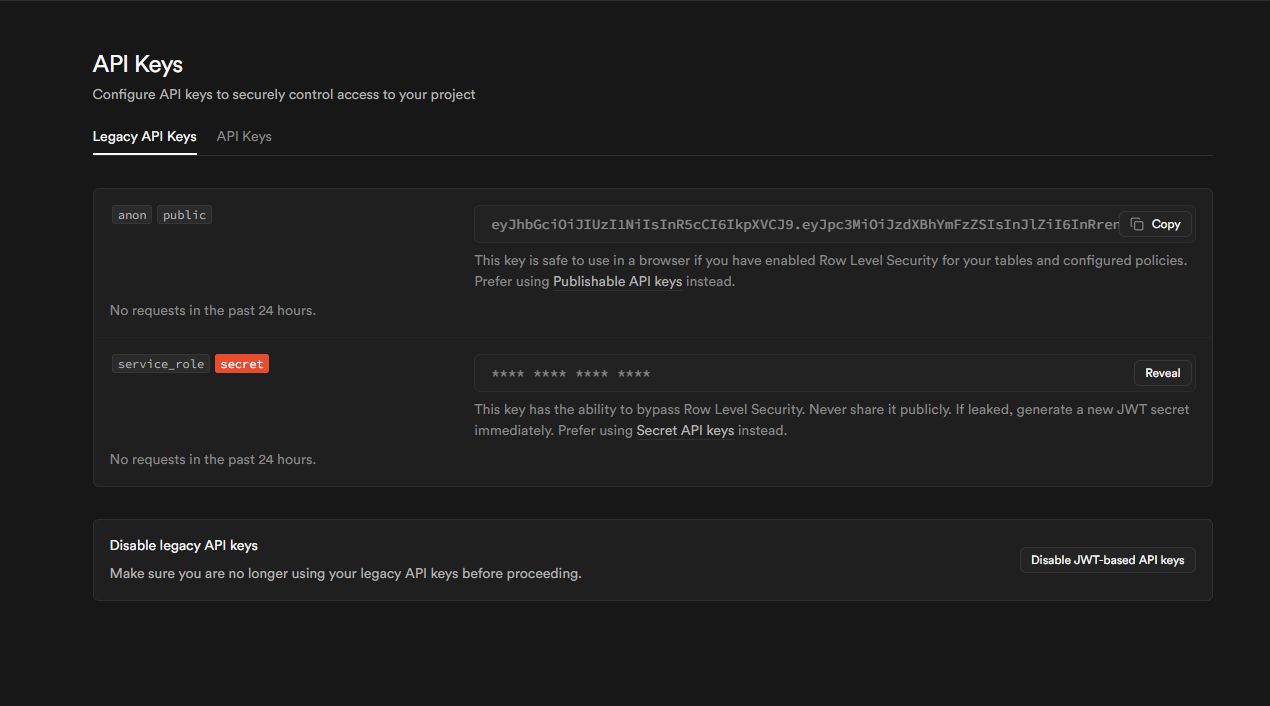 API Keys
Configure API keys to securely control access to your project
Legacy API Keys API Keys
anon public
eyJhbGciOiJIUzI1NiIsInR5cCI6IkpXVCJ9.eyJpc3MiOiJzdXBhYmFzZSIsInJlZiI6InRren Copy
This key is safe to use in a browser if you have enabled Row Level Security for your tables and configured policies.
Prefer using Publishable API keys instead.
No requests in the past 24 hours.
service_role secret
**** **** **** **** Reveal
This key has the ability to bypass Row Level Security. Never share it publicly. If leaked, generate a new JWT secret
immediately. Prefer using Secret API keys instead.
No requests in the past 24 hours.
Disable legacy API keys
Make sure you are no longer using your legacy API keys before proceeding.
Disable JWT-based API keys